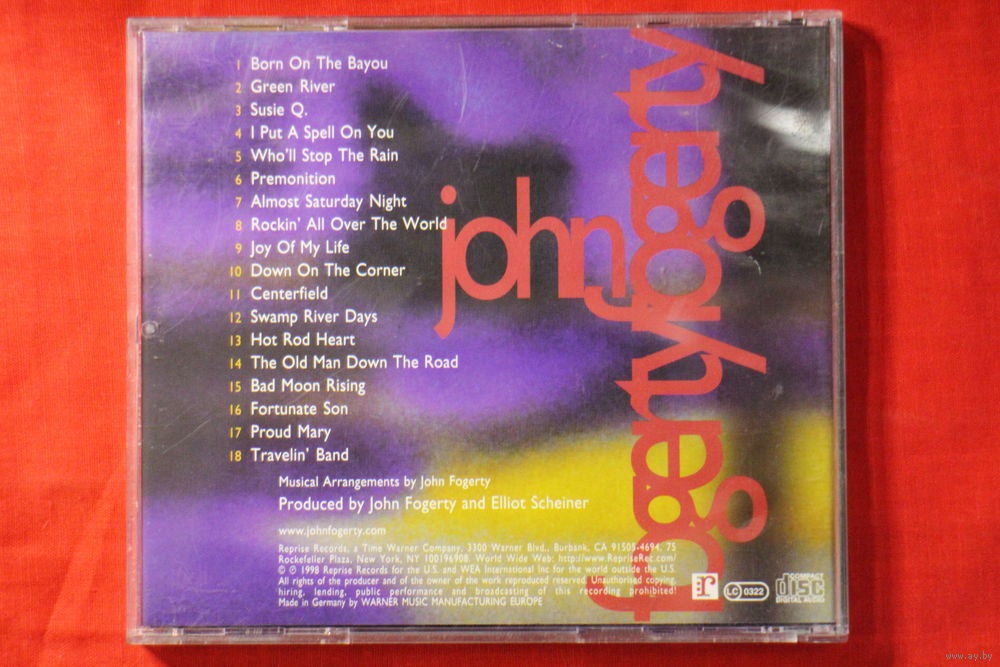 1 Born On The Bayou
2 Green River
3 Susie Q.
4 I Put A Spell On You
5 Who'll Stop The Rain
6 Premonition
7 Almost Saturday Night
8 Rockin' All Over The World
9 Joy Of My Life
10 Down On The Corner
11 Centerfield
12 Swamp River Days
13 Hot Rod Heart
14 The Old Man Down The Road
15 Bad Moon Rising
16 Fortunate Son
17 Proud Mary
18 Travelin' Band
john
fogerty
fogerty
Musical Arrangements by John Fogerty
Produced by John Fogerty and Elliot Scheiner
www.johnfogerty.com
Reprise Records, a Time Warner Company, 3300 Warner Blvd., Burbank, CA 91505-4694, 75
Rockefeller Plaza, New York, NY 100196908. World Wide Web: http://www.RepriseRec.com/
© ℗ 1998 Reprise Records for the U.S. and WEA International Inc for the world outside the U.S.
All rights of the producer and of the owner of the work reproduced reserved. Unauthorised copying,
hiring, lending, public performance and broadcasting of this recording prohibited!
Made in Germany by WARNER MUSIC MANUFACTURING EUROPE
r
LC 0322
COMPACT
disc
DIGITAL AUDIO
www.ay.by